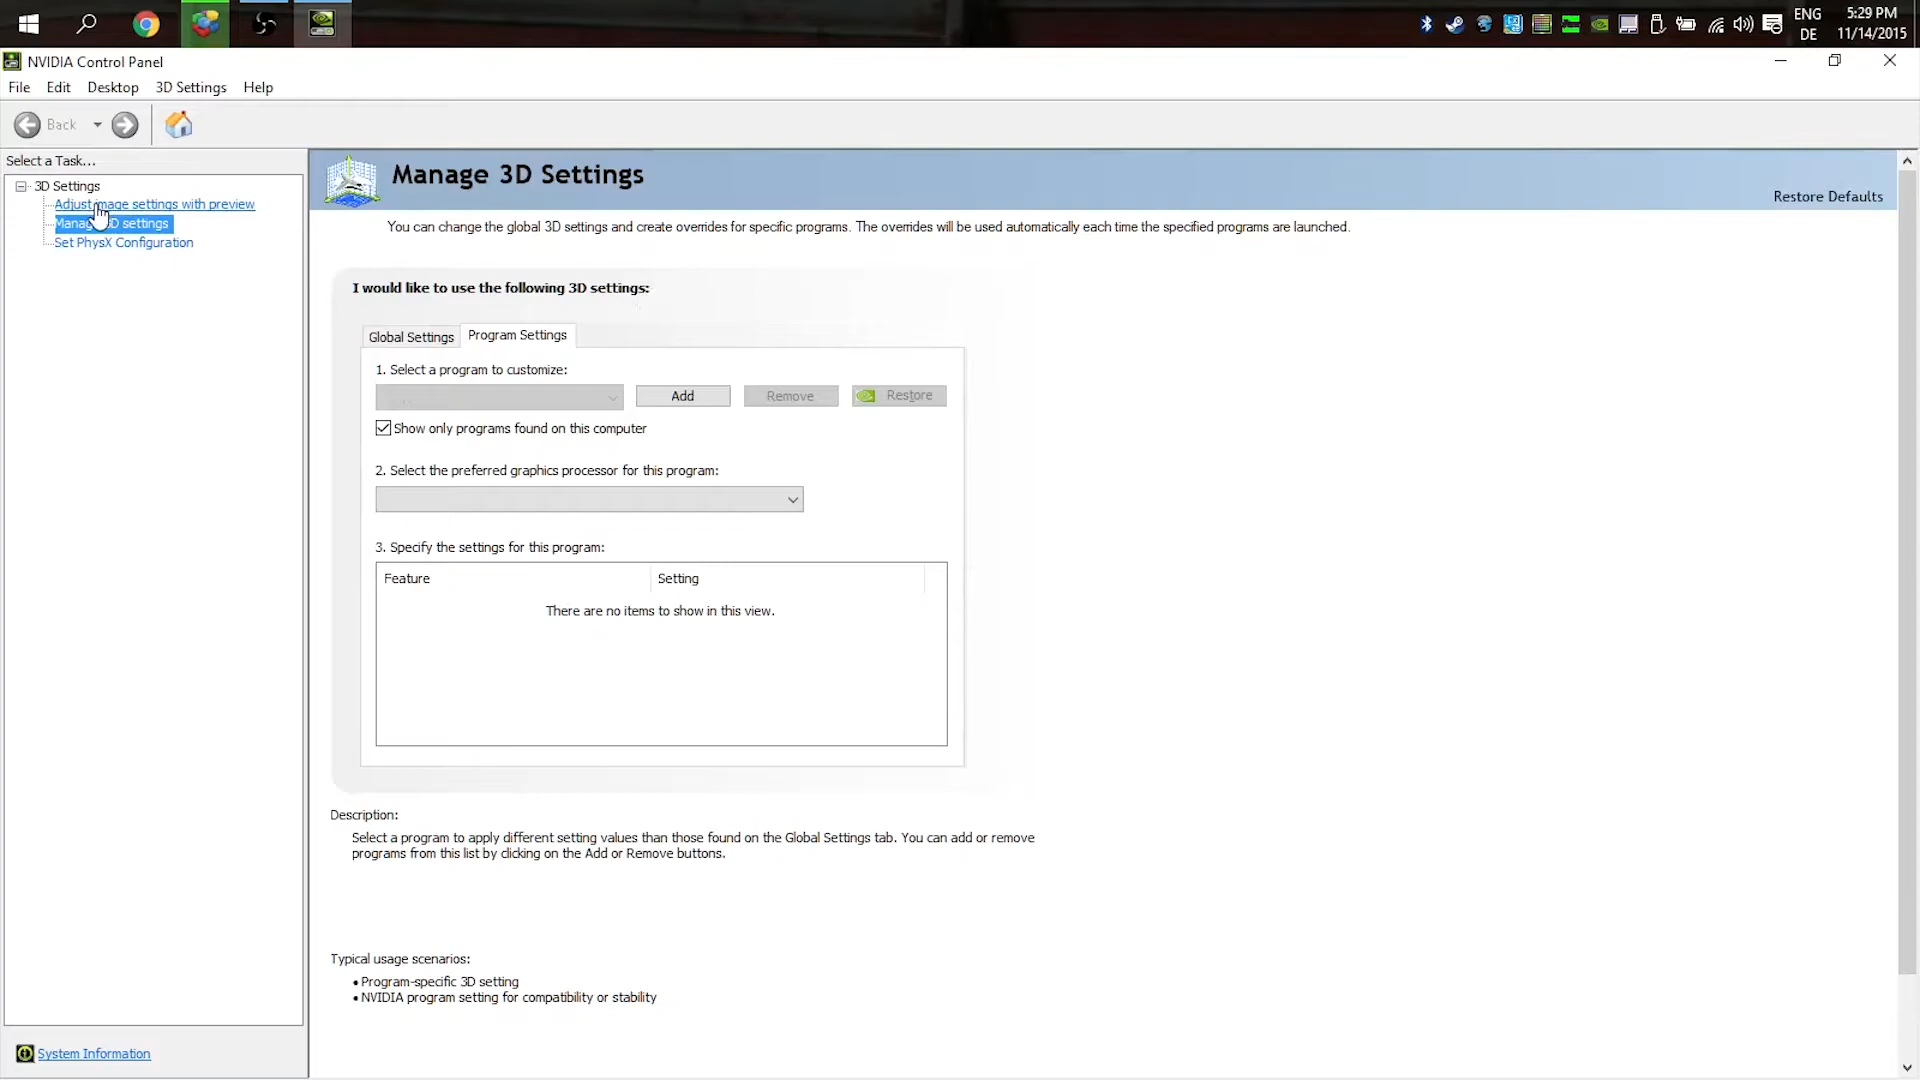 ENG
DE
5:29 PM
11/14/2015
NVIDIA Control Panel
File Edit Desktop 3D Settings Help
Back
Select a Task...
3D Settings
Adjust image settings with preview
Manage 3D settings
Set PhysX Configuration
System Information
Manage 3D Settings
Restore Defaults
You can change the global 3D settings and create overrides for specific programs. The overrides will be used automatically each time the specified programs are launched.
I would like to use the following 3D settings:
Global Settings Program Settings
1. Select a program to customize:
Add Remove Restore
Show only programs found on this computer
2. Select the preferred graphics processor for this program:
3. Specify the settings for this program:
Feature Setting
There are no items to show in this view.
Description:
Select a program to apply different setting values than those found on the Global Settings tab. You can add or remove
programs from this list by clicking on the Add or Remove buttons.
Typical usage scenarios:
• Program-specific 3D setting
• NVIDIA program setting for compatibility or stability